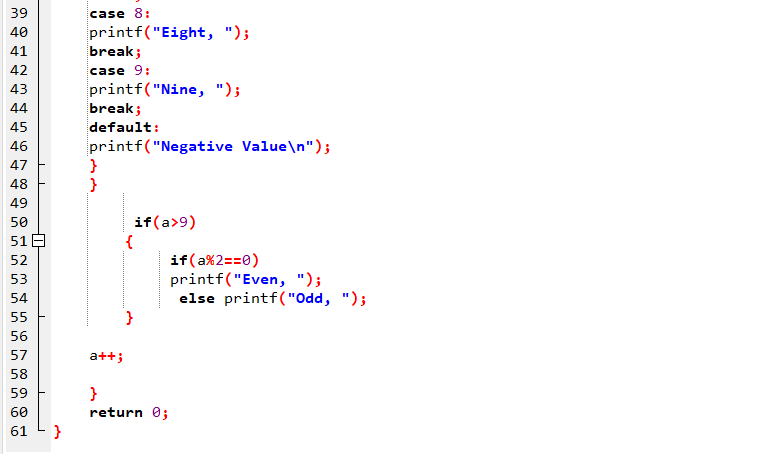 39 case 8:
40 printf("Eight, ");
41 break;
42 case 9:
43 printf("Nine, ");
44 break;
45 default:
46 printf("Negative Value\n");
47 }
48 }
49
50 if(a>9)
51 {
52 if(a%2==0)
53 printf("Even, ");
54 else printf("Odd, ");
55 }
56
57 a++;
58
59 }
60 return 0;
61 }